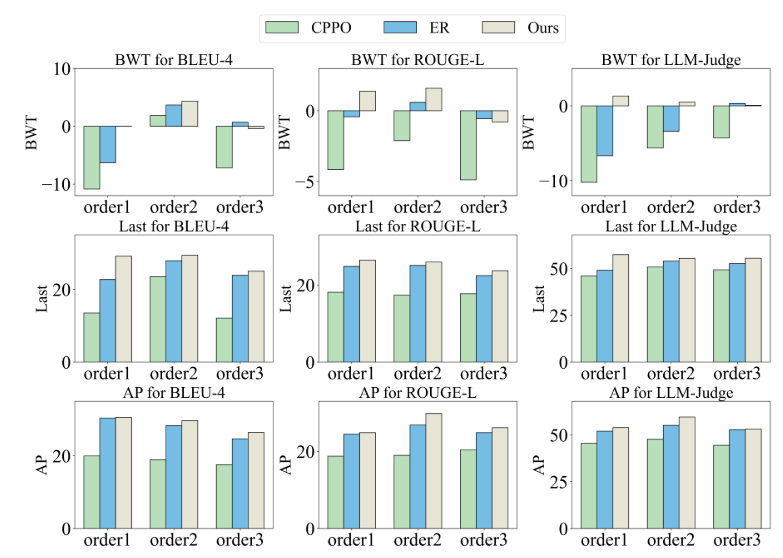 CPPO ER Ours
BWT for BLEU-4 BWT for ROUGE-L BWT for LLM-Judge
10
0
−10
BWT
order1 order2 order3
0
−5
BWT
order1 order2 order3
0
−10
BWT
order1 order2 order3
Last for BLEU-4 Last for ROUGE-L Last for LLM-Judge
20
0
Last
order1 order2 order3
20
0
Last
order1 order2 order3
50
25
0
Last
order1 order2 order3
AP for BLEU-4 AP for ROUGE-L AP for LLM-Judge
20
0
AP
order1 order2 order3
20
0
AP
order1 order2 order3
50
25
0
AP
order1 order2 order3